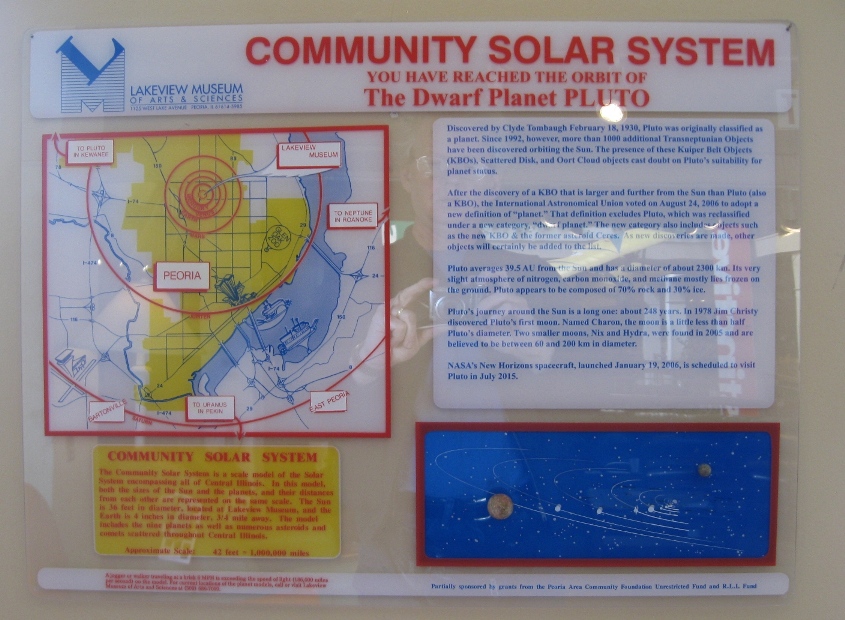 COMMUNITY SOLAR SYSTEM
YOU HAVE REACHED THE ORBIT OF
The Dwarf Planet PLUTO
LAKEVIEW MUSEUM
OF ARTS & SCIENCES
1125 WEST LAKE AVENUE PEORIA, IL 61614-5985
TO PLUTO
IN KEWANEE
LAKEVIEW
MUSEUM
TO NEPTUNE
IN ROANOKE
PEORIA
BARTONVILLE
TO URANUS
IN PEKIN
EAST PEORIA
Discovered by Clyde Tombaugh February 18, 1930, Pluto was originally classified as
a planet. Since 1992, however, more than 1000 additional Transneptunian Objects
have been discovered orbiting the Sun. The presence of these Kuiper Belt Objects
(KBOs), Scattered Disk, and Oort Cloud objects cast doubt on Pluto's suitability for
planet status.
After the discovery of a KBO that is larger and further from the Sun than Pluto (also
a KBO), the International Astronomical Union voted on August 24, 2006 to adopt a
new definition of "planet." That definition excludes Pluto, which was reclassified
under a new category, "dwarf planet." The new category also includes objects such
as the new KBO & the former asteroid Ceres. As new discoveries are made, other
objects will certainly be added to the list.
Pluto averages 39.5 AU from the Sun and has a diameter of about 2300 km. Its very
slight atmosphere of nitrogen, carbon monoxide, and methane mostly lies frozen on
the ground. Pluto appears to be composed of 70% rock and 30% ice.
Pluto's journey around the Sun is a long one: about 248 years. In 1978 Jim Christy
discovered Pluto's first moon. Named Charon, the moon is a little less than half
Pluto's diameter. Two smaller moons, Nix and Hydra, were found in 2005 and are
believed to be between 60 and 200 km in diameter.
NASA's New Horizons spacecraft, launched January 19, 2006, is scheduled to visit
Pluto in July 2015.
COMMUNITY SOLAR SYSTEM
The Community Solar System is a scale model of the Solar
System encompassing all of Central Illinois. In this model,
both the sizes of the Sun and the planets, and their distances
from each other are represented on the same scale. The Sun
is 36 feet in diameter, located at Lakeview Museum, and the
Earth is 4 inches in diameter, 3/4 mile away. The model
includes the nine planets as well as numerous asteroids and
comets scattered throughout Central Illinois.
Approximate Scale: 42 feet = 1,000,000 miles
Partially sponsored by grants from the Peoria Area Community Foundation Unrestricted Fund and R.L.I. Fund